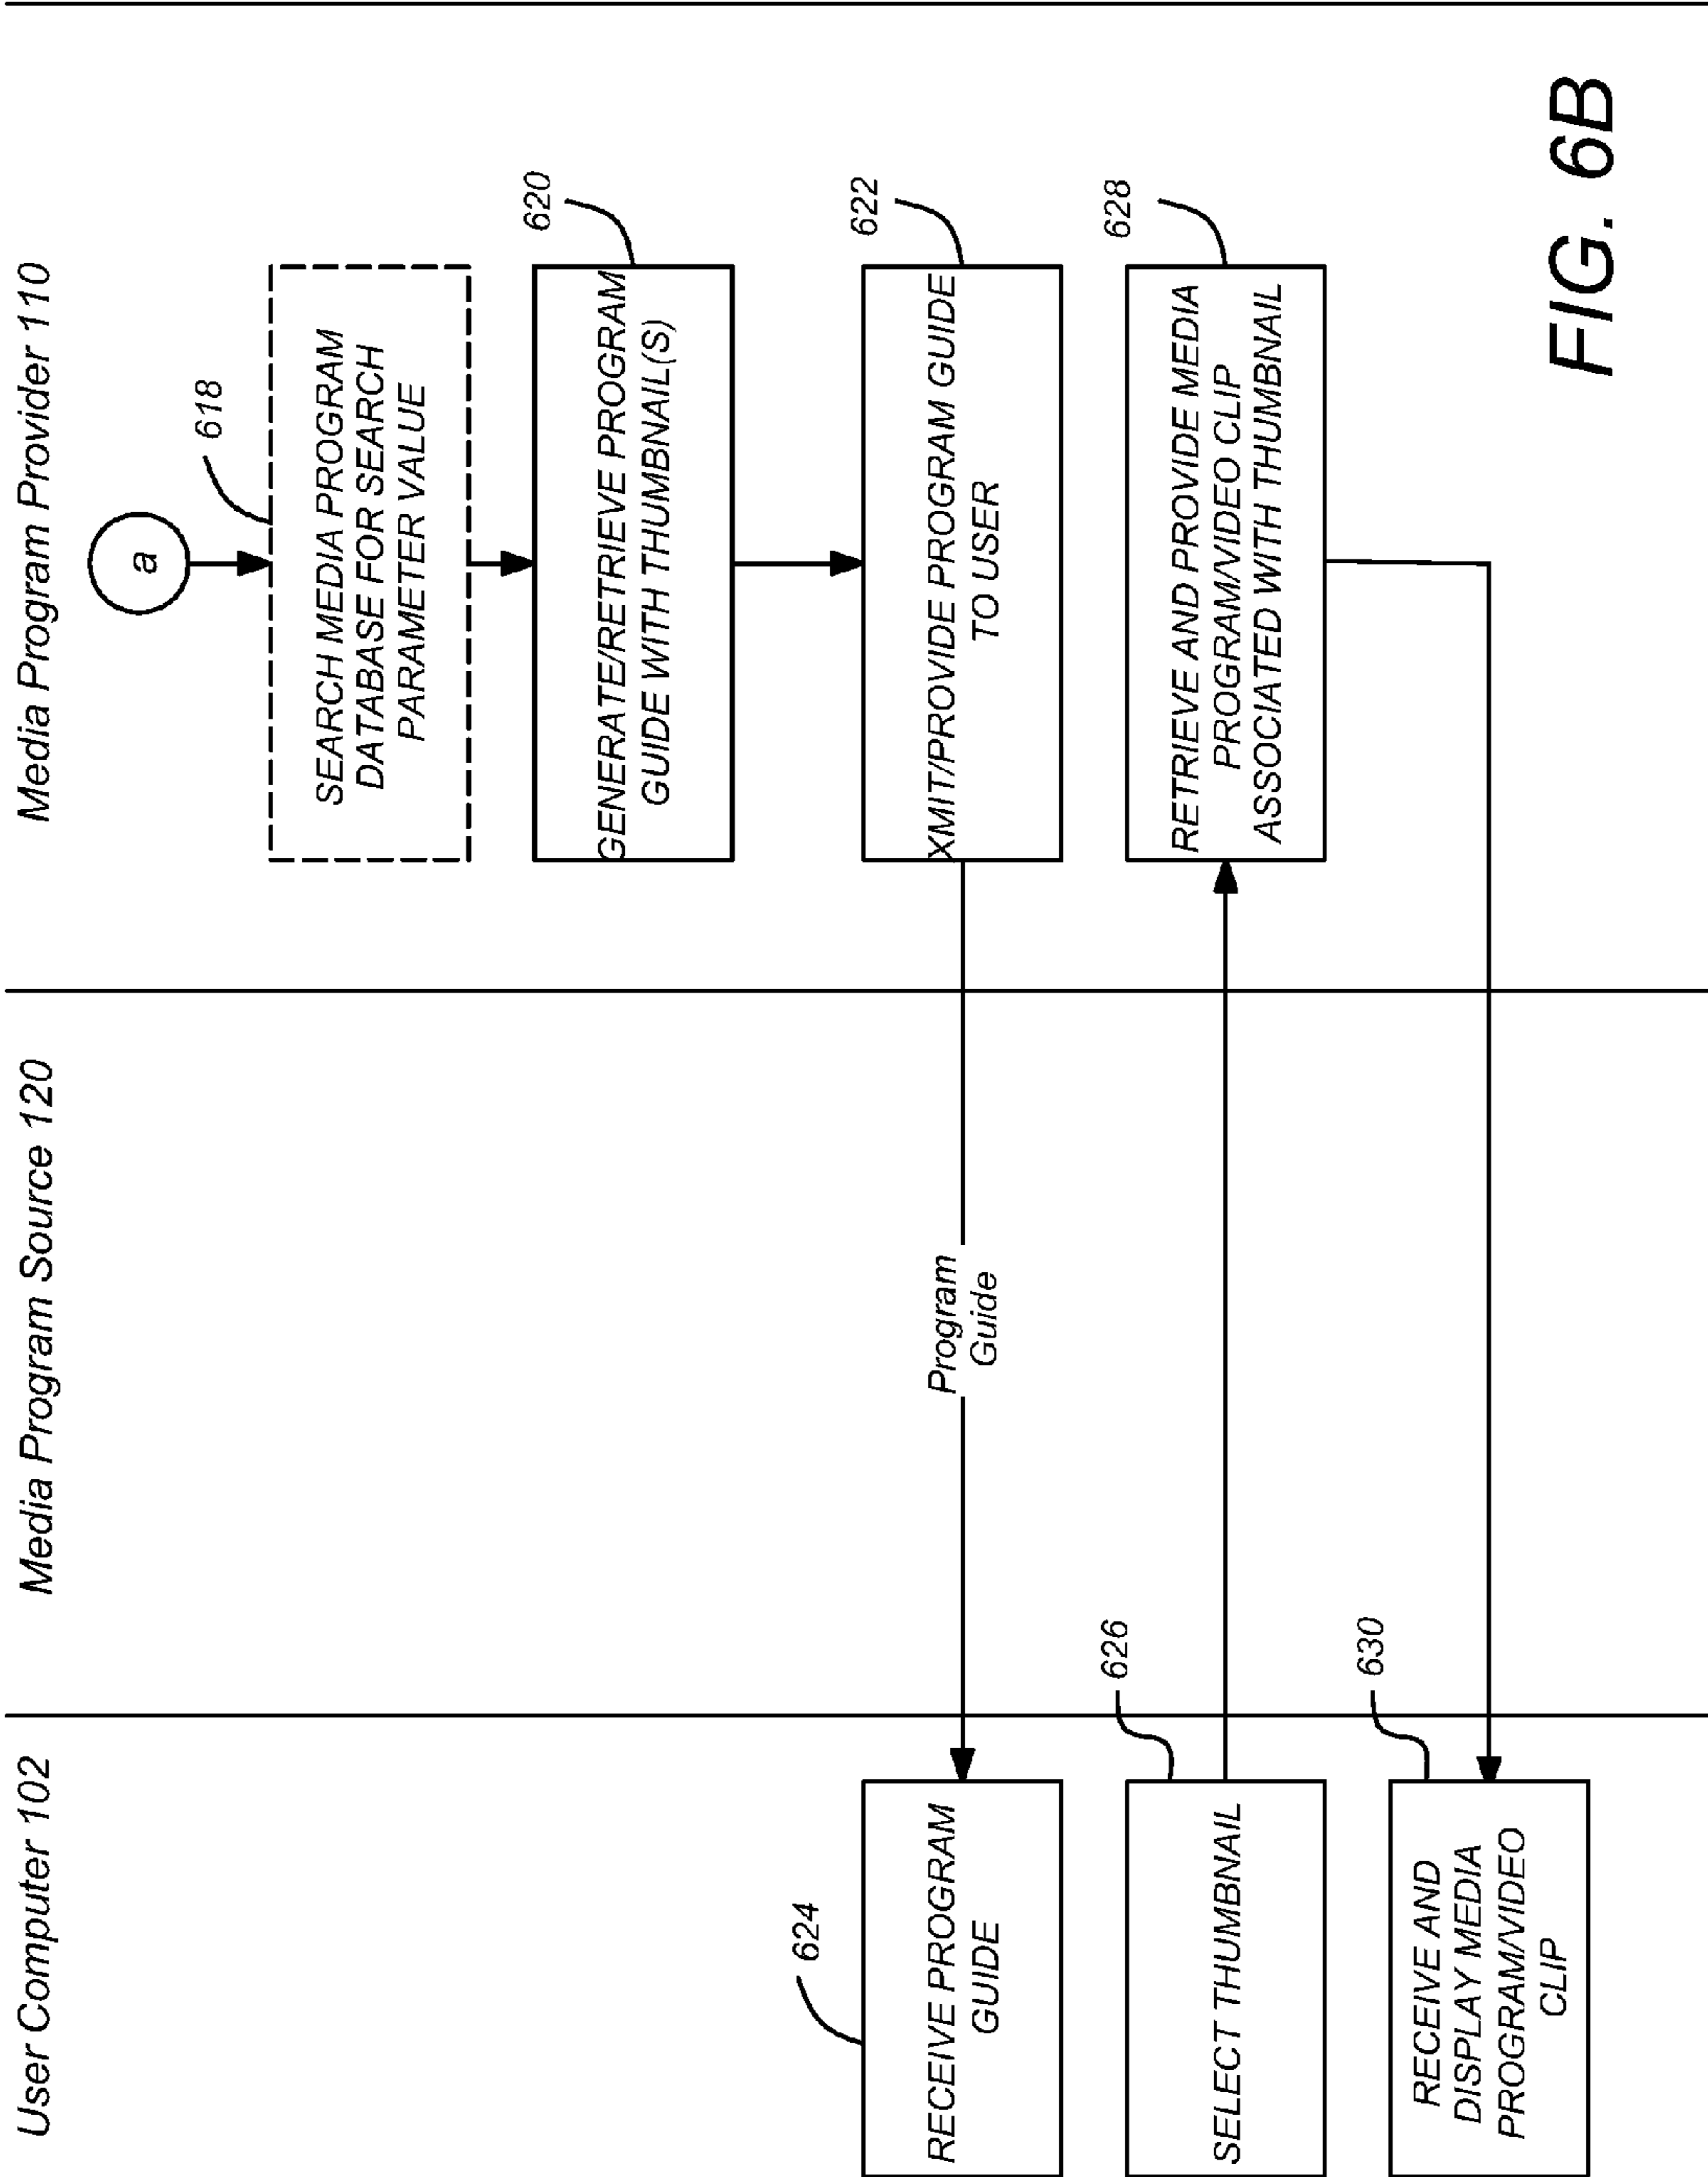 User Computer 102
Media Program Source 120
Media Program Provider 110
a
618
SEARCH MEDIA PROGRAM
DATABASE FOR SEARCH
PARAMETER VALUE
620
GENERATE/RETRIEVE PROGRAM
GUIDE WITH THUMBNAIL(S)
622
XMIT/PROVIDE PROGRAM GUIDE
TO USER
Program
Guide
624
RECEIVE PROGRAM
GUIDE
626
SELECT THUMBNAIL
628
RETRIEVE AND PROVIDE MEDIA
PROGRAM/VIDEO CLIP
ASSOCIATED WITH THUMBNAIL
630
RECEIVE AND
DISPLAY MEDIA
PROGRAM/VIDEO
CLIP
FIG. 6B